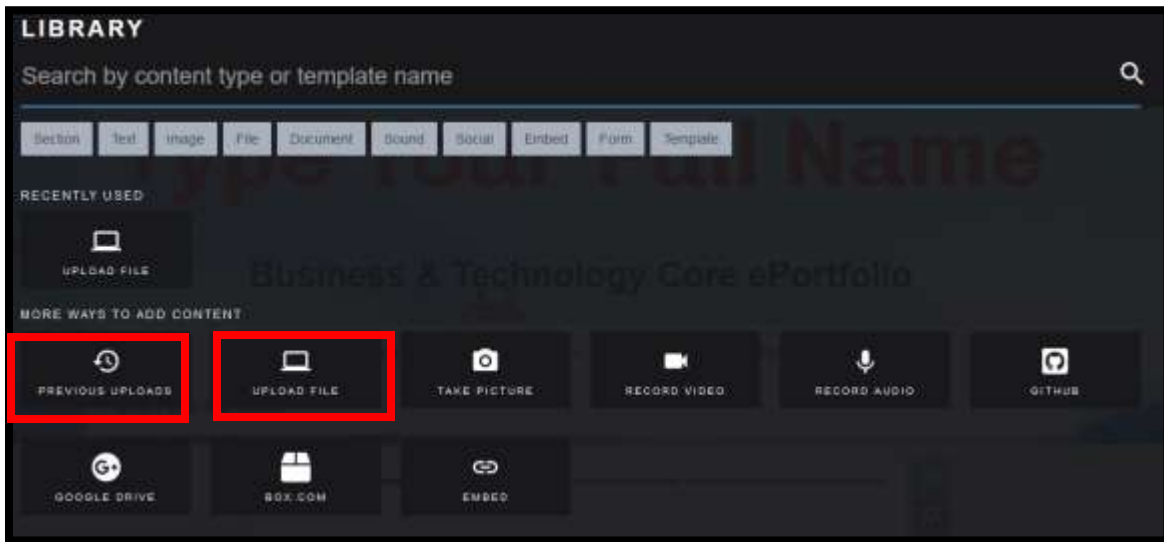 LIBRARY
Search by content type or template name
Section Text Image File Document Sound Social Embed Form Template
Type Your Full Name
RECENTLY USED
UPLOAD FILE
Business & Technology Core ePortfolio
MORE WAYS TO ADD CONTENT
PREVIOUS UPLOADS UPLOAD FILE TAKE PICTURE RECORD VIDEO RECORD AUDIO GITHUB
GOOGLE DRIVE BOX.COM EMBED